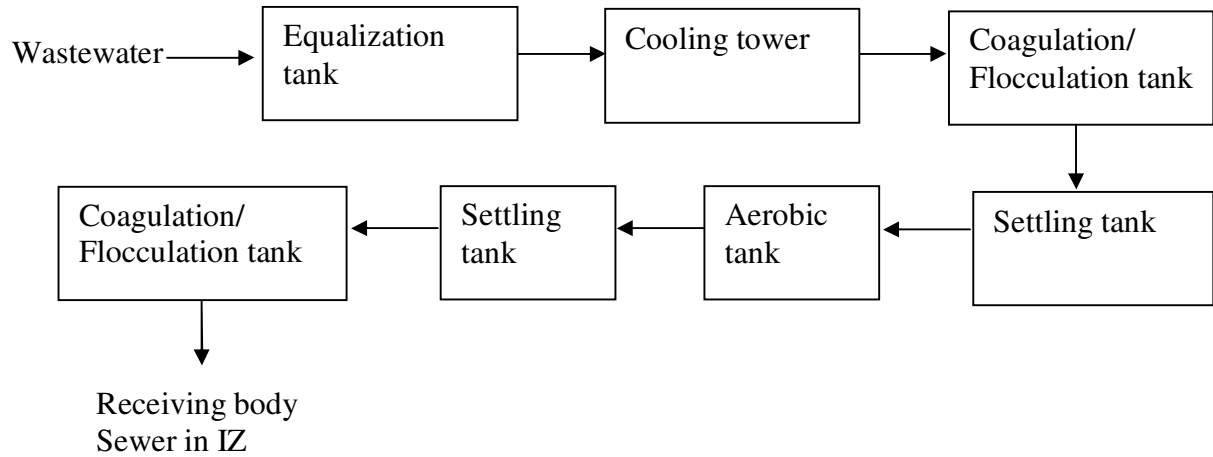 Wastewater
Equalization
tank
Cooling tower
Coagulation/
Flocculation tank
Settling tank
Aerobic
tank
Settling
tank
Coagulation/
Flocculation tank
Receiving body
Sewer in IZ